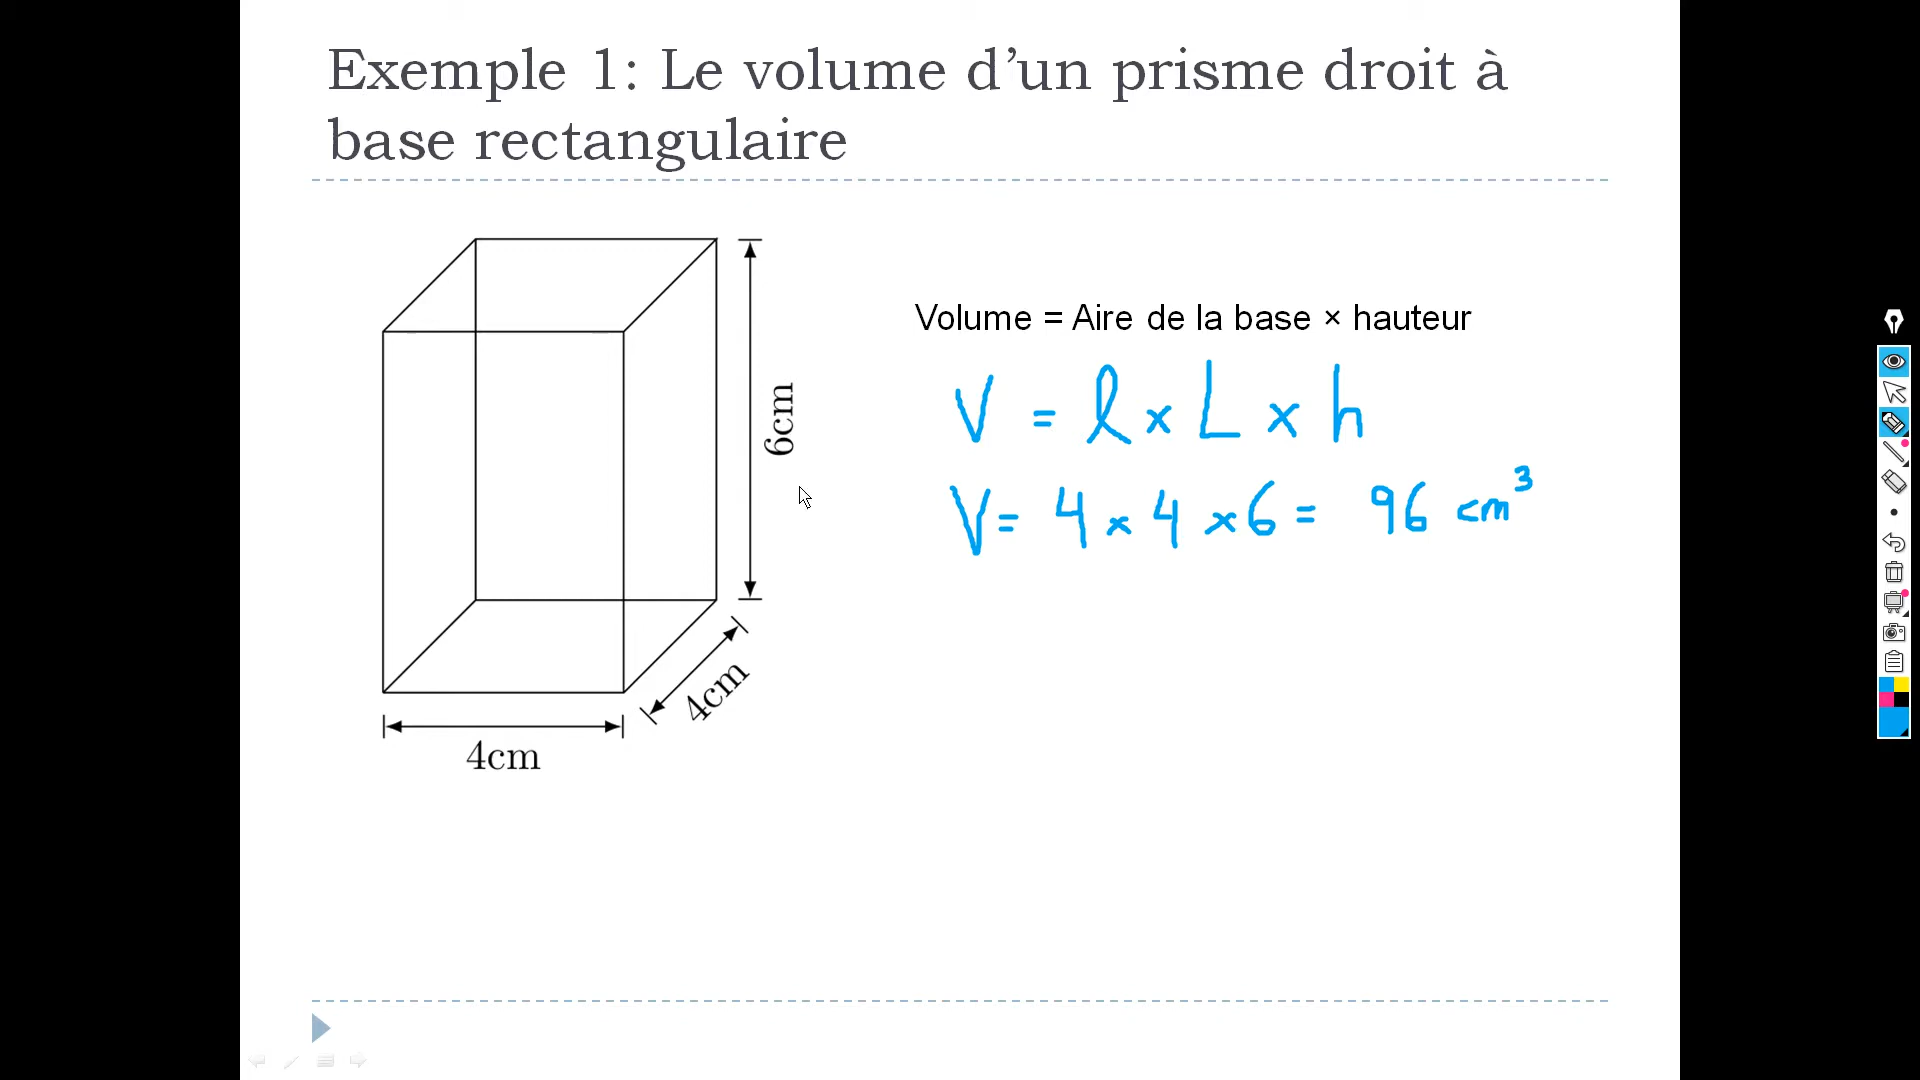 Exemple 1: Le volume d’un prisme droit à
base rectangulaire
Volume = Aire de la base × hauteur
V = l x L x h
6cm
V= 4 x 4 x 6 = 96 cm³
4cm
4cm